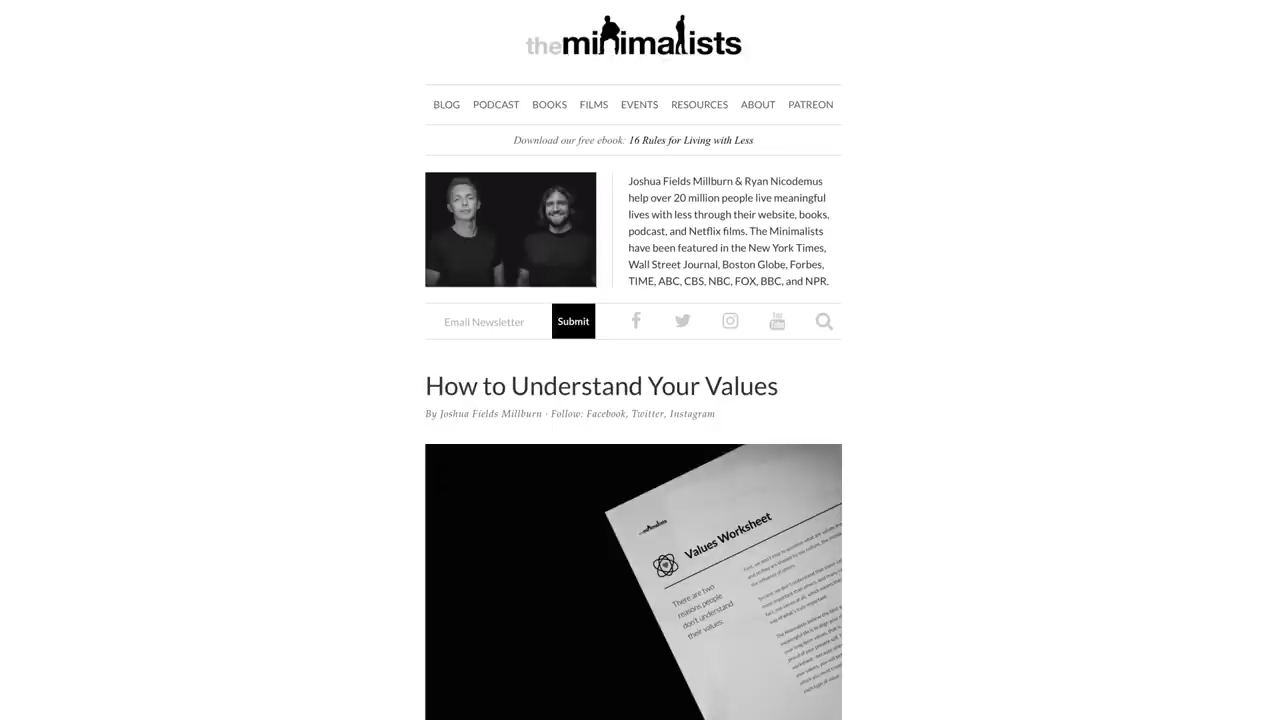 theminimalists
BLOG PODCAST BOOKS FILMS EVENTS RESOURCES ABOUT PATREON
Download our free ebook: 16 Rules for Living with Less
Joshua Fields Millburn & Ryan Nicodemus
help over 20 million people live meaningful
lives with less through their website, books,
podcast, and Netflix films. The Minimalists
have been featured in the New York Times,
Wall Street Journal, Boston Globe, Forbes,
TIME, ABC, CBS, NBC, FOX, BBC, and NPR.
Email Newsletter Submit
You Tube
How to Understand Your Values
By Joshua Fields Millburn · Follow: Facebook, Twitter, Instagram
Values Worksheet
There are two
reasons people
don't understand
their values: